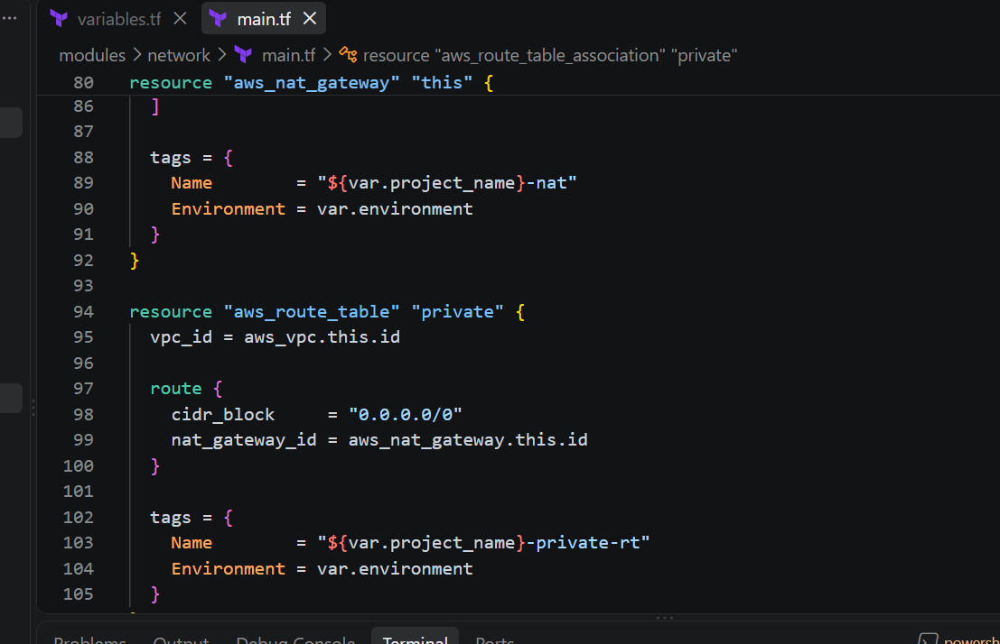 ... variables.tf × main.tf ×
modules > network > main.tf > resource "aws_route_table_association" "private"
80 resource "aws_nat_gateway" "this" {
86 ]
87
88 tags = {
89 Name = "${var.project_name}-nat"
90 Environment = var.environment
91 }
92 }
93
94 resource "aws_route_table" "private" {
95 vpc_id = aws_vpc.this.id
96
97 route {
98 cidr_block = "0.0.0.0/0"
99 nat_gateway_id = aws_nat_gateway.this.id
100 }
101
102 tags = {
103 Name = "${var.project_name}-private-rt"
104 Environment = var.environment
105 }
Problems Output Debug Console Terminal Ports powersh